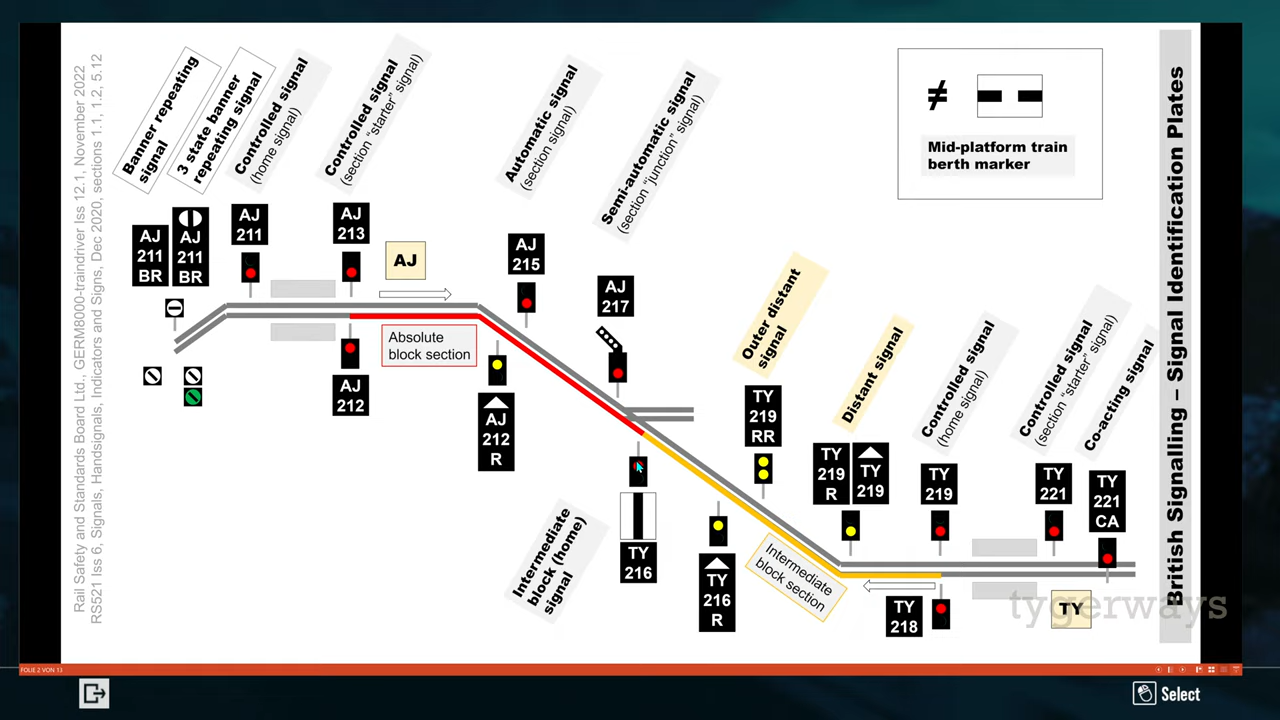 Rail Safety and Standards Board Ltd., GERM8000-traindriver Iss 12.1, November 2022
RS521 Iss 6, Signals, Handsignals, Indicators and Signs, Dec 2020, sections 1.1, 1.2, 5.12
Banner repeating
signal
3 state banner
repeating signal
Controlled signal
(home signal)
Controlled signal
(section "starter" signal)
Automatic signal
(section signal)
Semi-automatic signal
(section "junction" signal)
≠
Mid-platform train
berth marker
British Signalling – Signal Identification Plates
AJ
211
BR
AJ
211
BR
AJ
211
AJ
213
AJ
AJ
215
AJ
217
Absolute
block section
AJ
212
AJ
212
R
Outer distant
signal
Distant signal
Controlled signal
(home signal)
Controlled signal
(section "starter" signal)
Co-acting signal
TY
219
RR
TY
219
R
TY
219
TY
219
TY
221
TY
221
CA
Intermediate
block (home)
signal
TY
216
TY
216
R
Intermediate
block section
TY
218
TY
tygerways
FOLIE 2 VON 13
Select